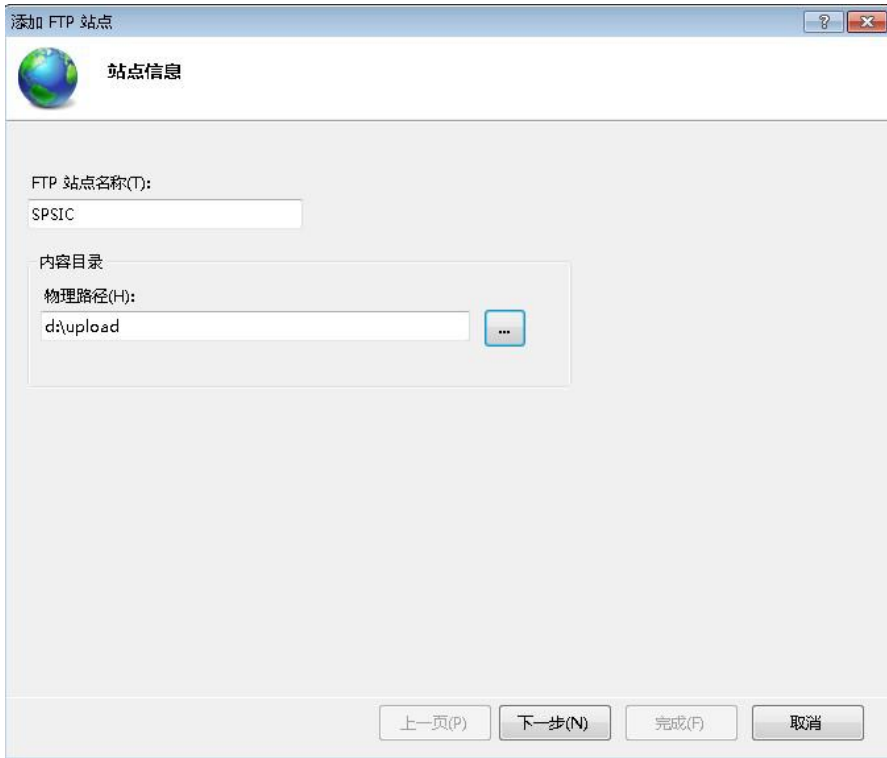 添加 FTP 站点
站点信息
FTP 站点名称(T):
SPSIC
内容目录
物理路径(H):
d:\upload
...
上一页(P) 下一步(N) 完成(F) 取消